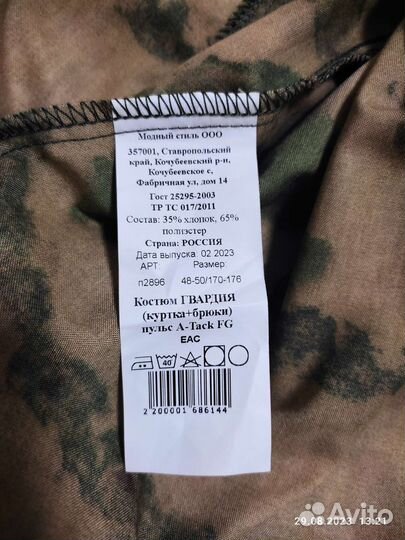 Модный стиль ООО
357001, Ставропольский
край, Кочубеевский р-н,
Кочубеевское с,
Фабричная ул, дом 14
Гост 25295-2003
ТР ТС 017/2011
Состав: 35% хлопок, 65%
полиэстер
Страна: РОССИЯ
Дата выпуска: 02.2023
АРТ: Размер:
п2896 48-50/170-176
Костюм ГВАРДИЯ
(куртка+брюки)
пульс A-Tack FG
EAC
40
2 200001 686144
29.08.2023 13:21
Avito